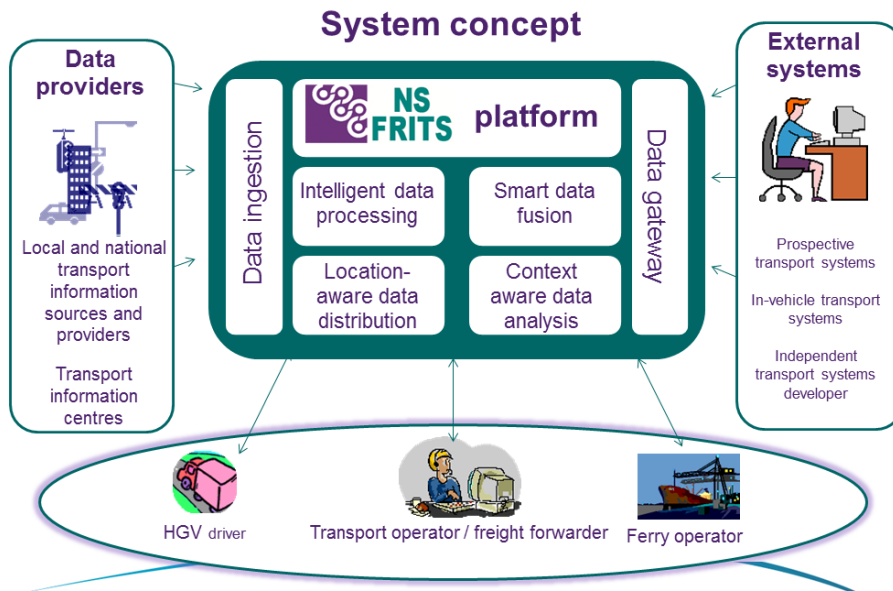 System concept
Data
providers
Local and national
transport
information
sources and
providers
Transport
information
centres
Data ingestion
NS
FRITS
platform
Intelligent data
processing
Smart data
fusion
Location-
aware data
distribution
Context
aware data
analysis
Data gateway
External
systems
Prospective
transport systems
In-vehicle transport
systems
Independent
transport systems
developer
HGV driver
Transport operator / freight forwarder
Ferry operator